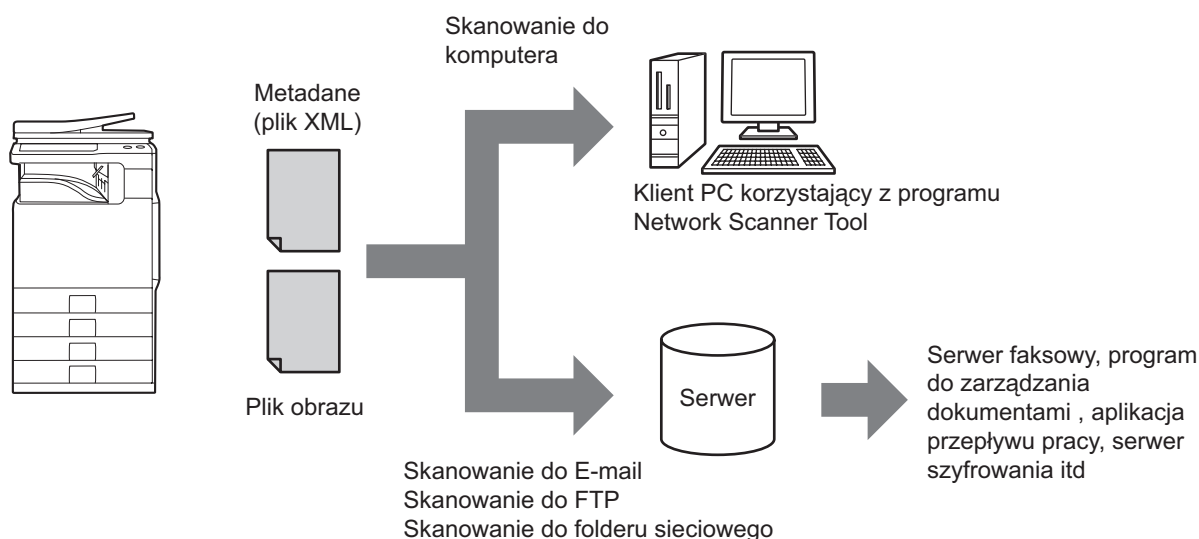 Skanowanie do
komputera
Metadane
(plik XML)
Klient PC korzystający z programu
Network Scanner Tool
Plik obrazu
Serwer
Serwer faksowy, program
do zarządzania
dokumentami , aplikacja
przepływu pracy, serwer
szyfrowania itd
Skanowanie do E-mail
Skanowanie do FTP
Skanowanie do folderu sieciowego